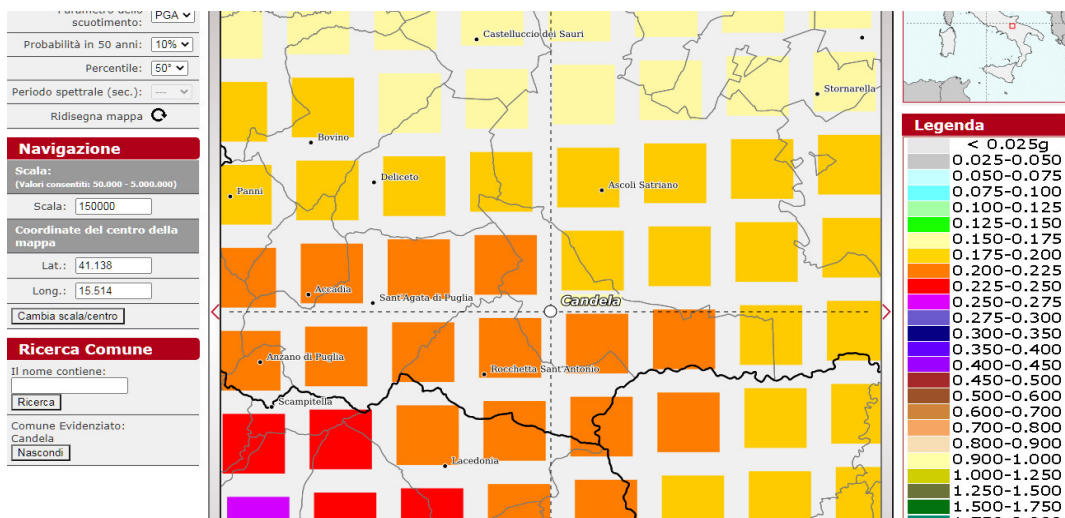 Parametro dello
scuotimento: PGA
Probabilità in 50 anni: 10%
Percentile: 50°
Periodo spettrale (sec.): ---
Ridisegna mappa
Navigazione
Scala:
(Valori consentiti: 50.000 - 5.000.000)
Scala: 150000
Coordinate del centro della
mappa
Lat.: 41.138
Long.: 15.514
Cambia scala/centro
Ricerca Comune
Il nome contiene:
Ricerca
Comune Evidenziato:
Candela
Nascondi
Castelluccio dei Sauri
Stornarella
Bovino
Deliceto
Panni
Ascoli Satriano
Accadia
Sant'Agata di Puglia
Candela
Anzano di Puglia
Rocchetta Sant'Antonio
Scampitella
Lacedonia
Legenda
< 0.025g
0.025-0.050
0.050-0.075
0.075-0.100
0.100-0.125
0.125-0.150
0.150-0.175
0.175-0.200
0.200-0.225
0.225-0.250
0.250-0.275
0.275-0.300
0.300-0.350
0.350-0.400
0.400-0.450
0.450-0.500
0.500-0.600
0.600-0.700
0.700-0.800
0.800-0.900
0.900-1.000
1.000-1.250
1.250-1.500
1.500-1.750